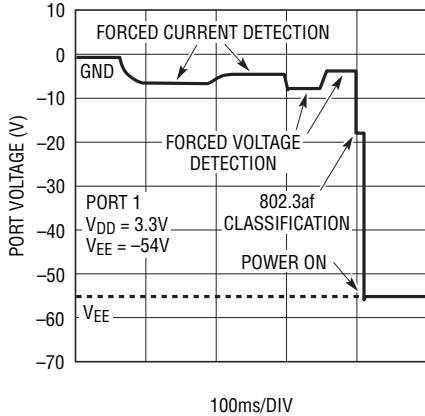 10
0
–10
–20
–30
–40
–50
–60
–70
PORT VOLTAGE (V)
FORCED CURRENT DETECTION
GND
FORCED VOLTAGE
DETECTION
PORT 1
VDD = 3.3V
VEE = –54V
802.3af
CLASSIFICATION
POWER ON
VEE
100ms/DIV